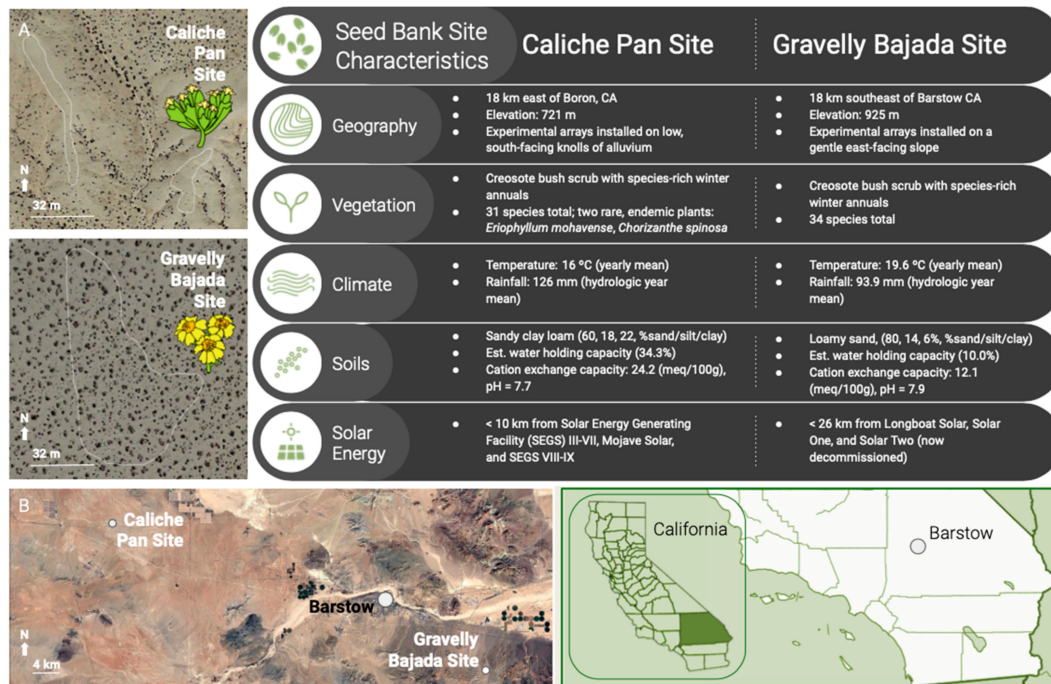 A
Caliche
Pan
Site
N
32 m
Gravelly
Bajada
Site
N
32 m
Seed Bank Site
Characteristics
Caliche Pan Site
Gravelly Bajada Site
Geography
● 18 km east of Boron, CA
● Elevation: 721 m
● Experimental arrays installed on low,
south-facing knolls of alluvium
● 18 km southeast of Barstow CA
● Elevation: 925 m
● Experimental arrays installed on a
gentle east-facing slope
Vegetation
● Creosote bush scrub with species-rich winter
annuals
● 31 species total; two rare, endemic plants:
Eriophyllum mohavense, Chorizanthe spinosa
● Creosote bush scrub with species-rich
winter annuals
● 34 species total
Climate
● Temperature: 16 ºC (yearly mean)
● Rainfall: 126 mm (hydrologic year
mean)
● Temperature: 19.6 ºC (yearly mean)
● Rainfall: 93.9 mm (hydrologic year
mean)
Soils
● Sandy clay loam (60, 18, 22, %sand/silt/clay)
● Est. water holding capacity (34.3%)
● Cation exchange capacity: 24.2 (meq/100g),
pH = 7.7
● Loamy sand, (80, 14, 6%, %sand/silt/clay)
● Est. water holding capacity (10.0%)
● Cation exchange capacity: 12.1
(meq/100g), pH = 7.9
Solar
Energy
● < 10 km from Solar Energy Generating
Facility (SEGS) III-VII, Mojave Solar,
and SEGS VIII-IX
● < 26 km from Longboat Solar, Solar
One, and Solar Two (now
decommissioned)
B
Caliche
Pan Site
Barstow
Gravelly
Bajada Site
N
4 km
California
Barstow